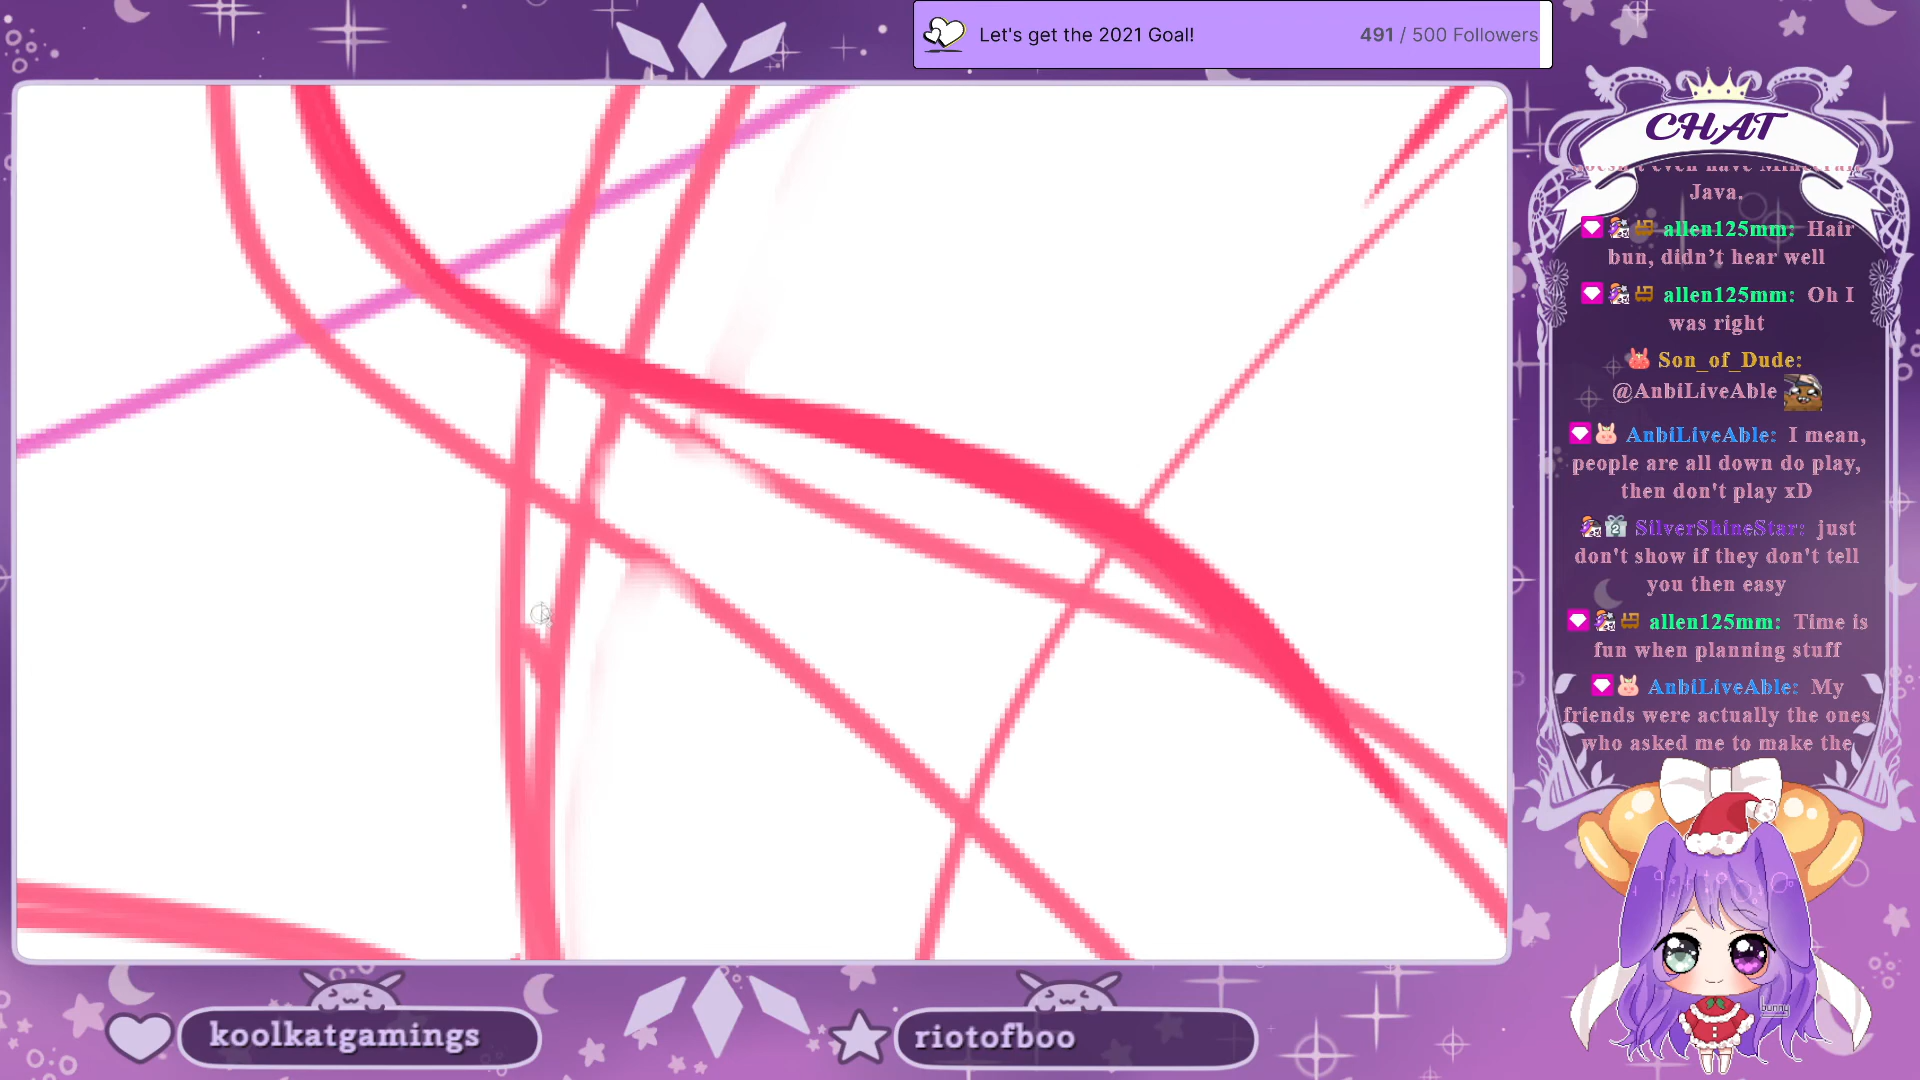 Let's get the 2021 Goal! 491 / 500 Followers
CHAT
Java.
allen125mm: Hair
bun, didn't hear well
allen125mm: Oh I
was right
Son_of_Dude:
@AnbiLiveAble
AnbiLiveAble: I mean,
people are all down do play,
then don't play xD
SilverShineStar: just
don't show if they don't tell
you then easy
allen125mm: Time is
fun when planning stuff
AnbiLiveAble: My
friends were actually the ones
who asked me to make the
bunny
koolkatgamings
riotofboo